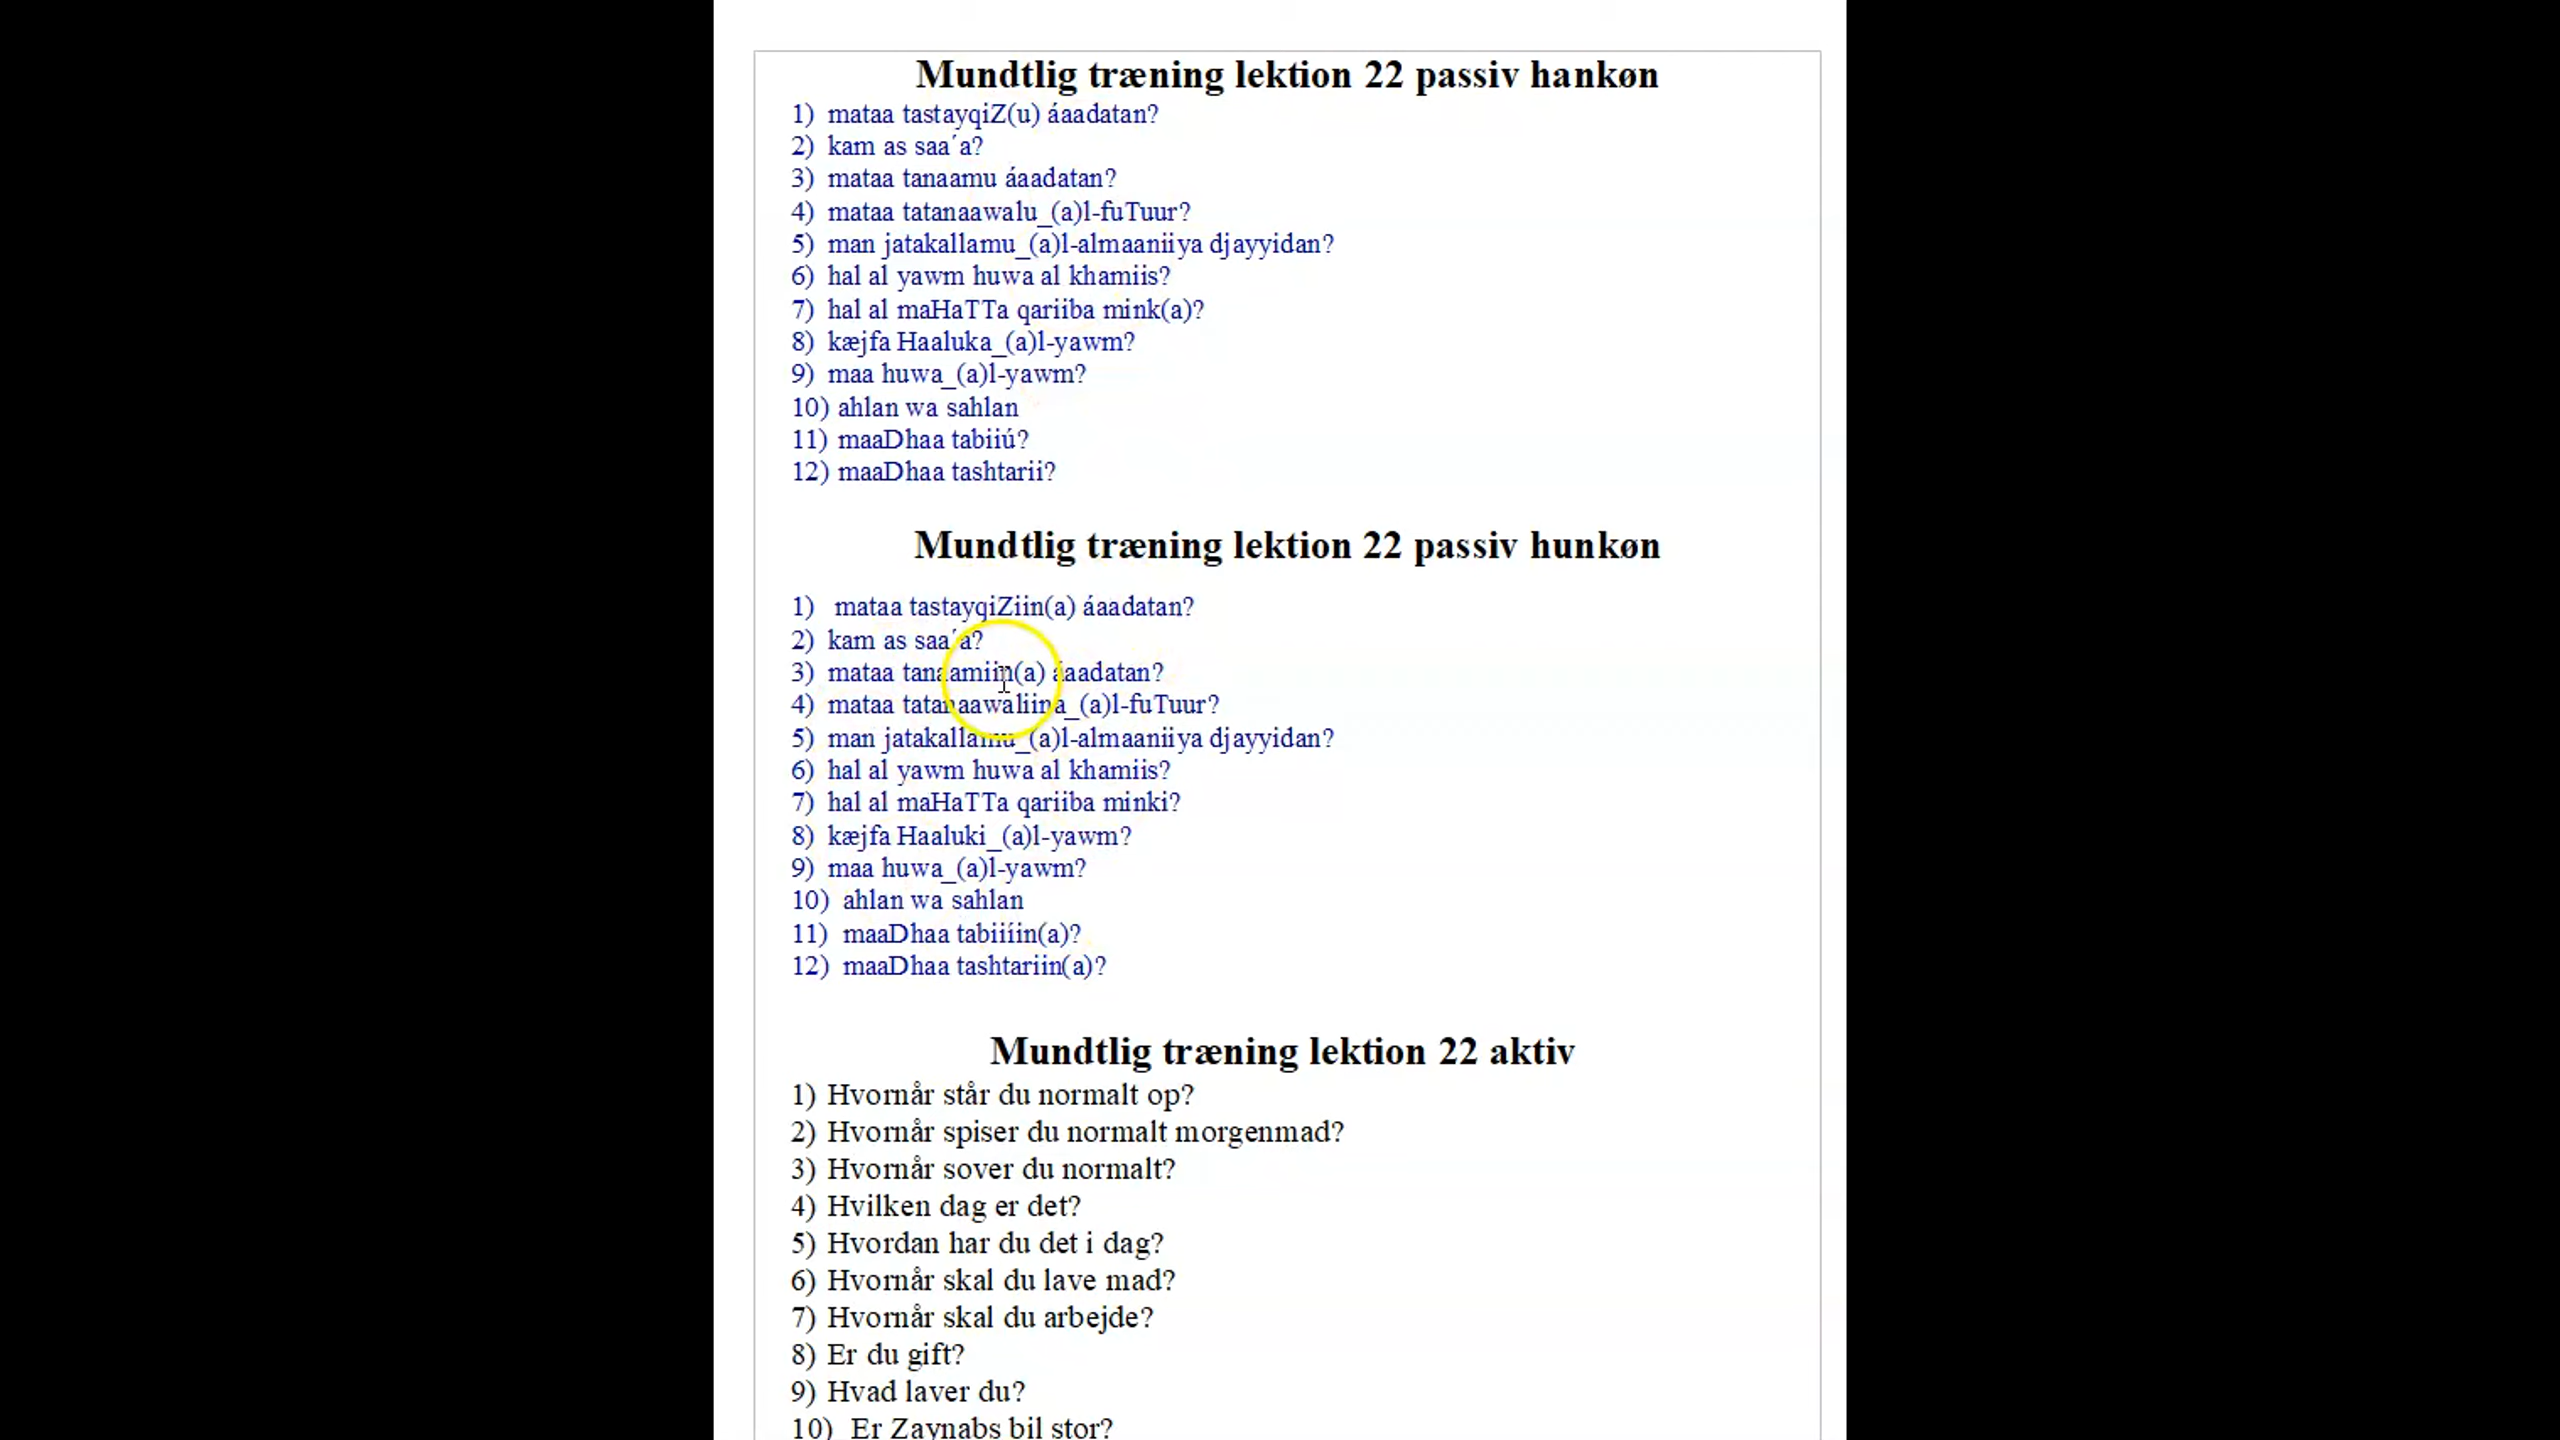 Mundtlig træning lektion 22 passiv hankøn
1) mataa tastayqiZ(u) áaadatan?
2) kam as saa´a?
3) mataa tanaamu áaadatan?
4) mataa tatanaawalu_(a)l-fuTuur?
5) man jatakallamu_(a)l-almaaniiya djayyidan?
6) hal al yawm huwa al khamiis?
7) hal al maHaTTa qariiba mink(a)?
8) kæjfa Haaluka_(a)l-yawm?
9) maa huwa_(a)l-yawm?
10) ahlan wa sahlan
11) maaDhaa tabiiú?
12) maaDhaa tashtarii?
Mundtlig træning lektion 22 passiv hunkøn
1) mataa tastayqiZiin(a) áaadatan?
2) kam as saa´a?
3) mataa tanaamiin(a) áaadatan?
4) mataa tatanaawaliina_(a)l-fuTuur?
5) man jatakallamu_(a)l-almaaniiya djayyidan?
6) hal al yawm huwa al khamiis?
7) hal al maHaTTa qariiba minki?
8) kæjfa Haaluki_(a)l-yawm?
9) maa huwa_(a)l-yawm?
10) ahlan wa sahlan
11) maaDhaa tabiiíin(a)?
12) maaDhaa tashtariin(a)?
Mundtlig træning lektion 22 aktiv
1) Hvornår står du normalt op?
2) Hvornår spiser du normalt morgenmad?
3) Hvornår sover du normalt?
4) Hvilken dag er det?
5) Hvordan har du det i dag?
6) Hvornår skal du lave mad?
7) Hvornår skal du arbejde?
8) Er du gift?
9) Hvad laver du?
10) Er Zaynabs bil stor?